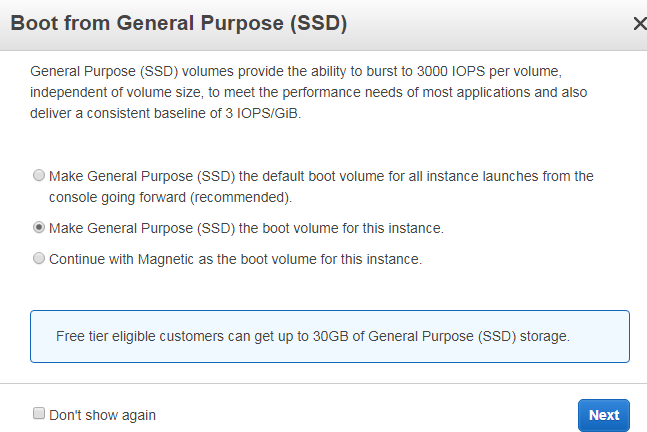 Boot from General Purpose (SSD)
General Purpose (SSD) volumes provide the ability to burst to 3000 IOPS per volume,
independent of volume size, to meet the performance needs of most applications and also
deliver a consistent baseline of 3 IOPS/GiB.
Make General Purpose (SSD) the default boot volume for all instance launches from the
console going forward (recommended).
Make General Purpose (SSD) the boot volume for this instance.
Continue with Magnetic as the boot volume for this instance.
Free tier eligible customers can get up to 30GB of General Purpose (SSD) storage.
Don't show again
Next